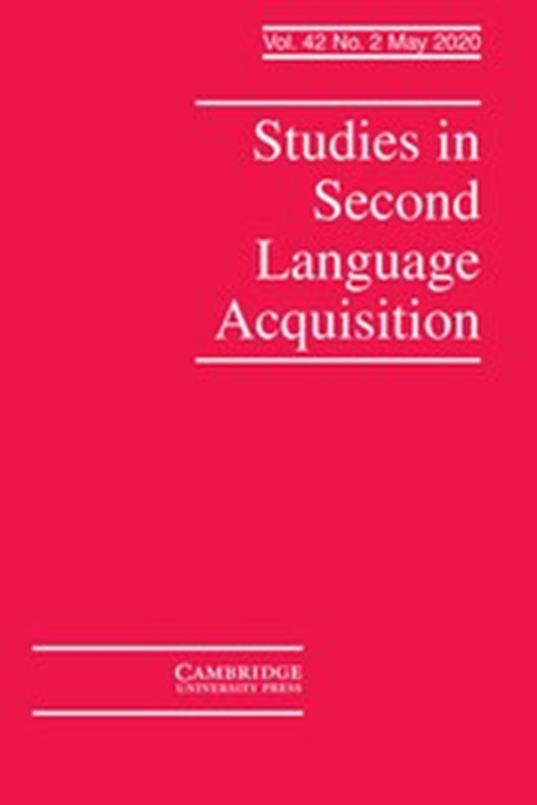 Vol. 42 No. 2 May 2020
Studies in
Second
Language
Acquisition
CAMBRIDGE
UNIVERSITY PRESS